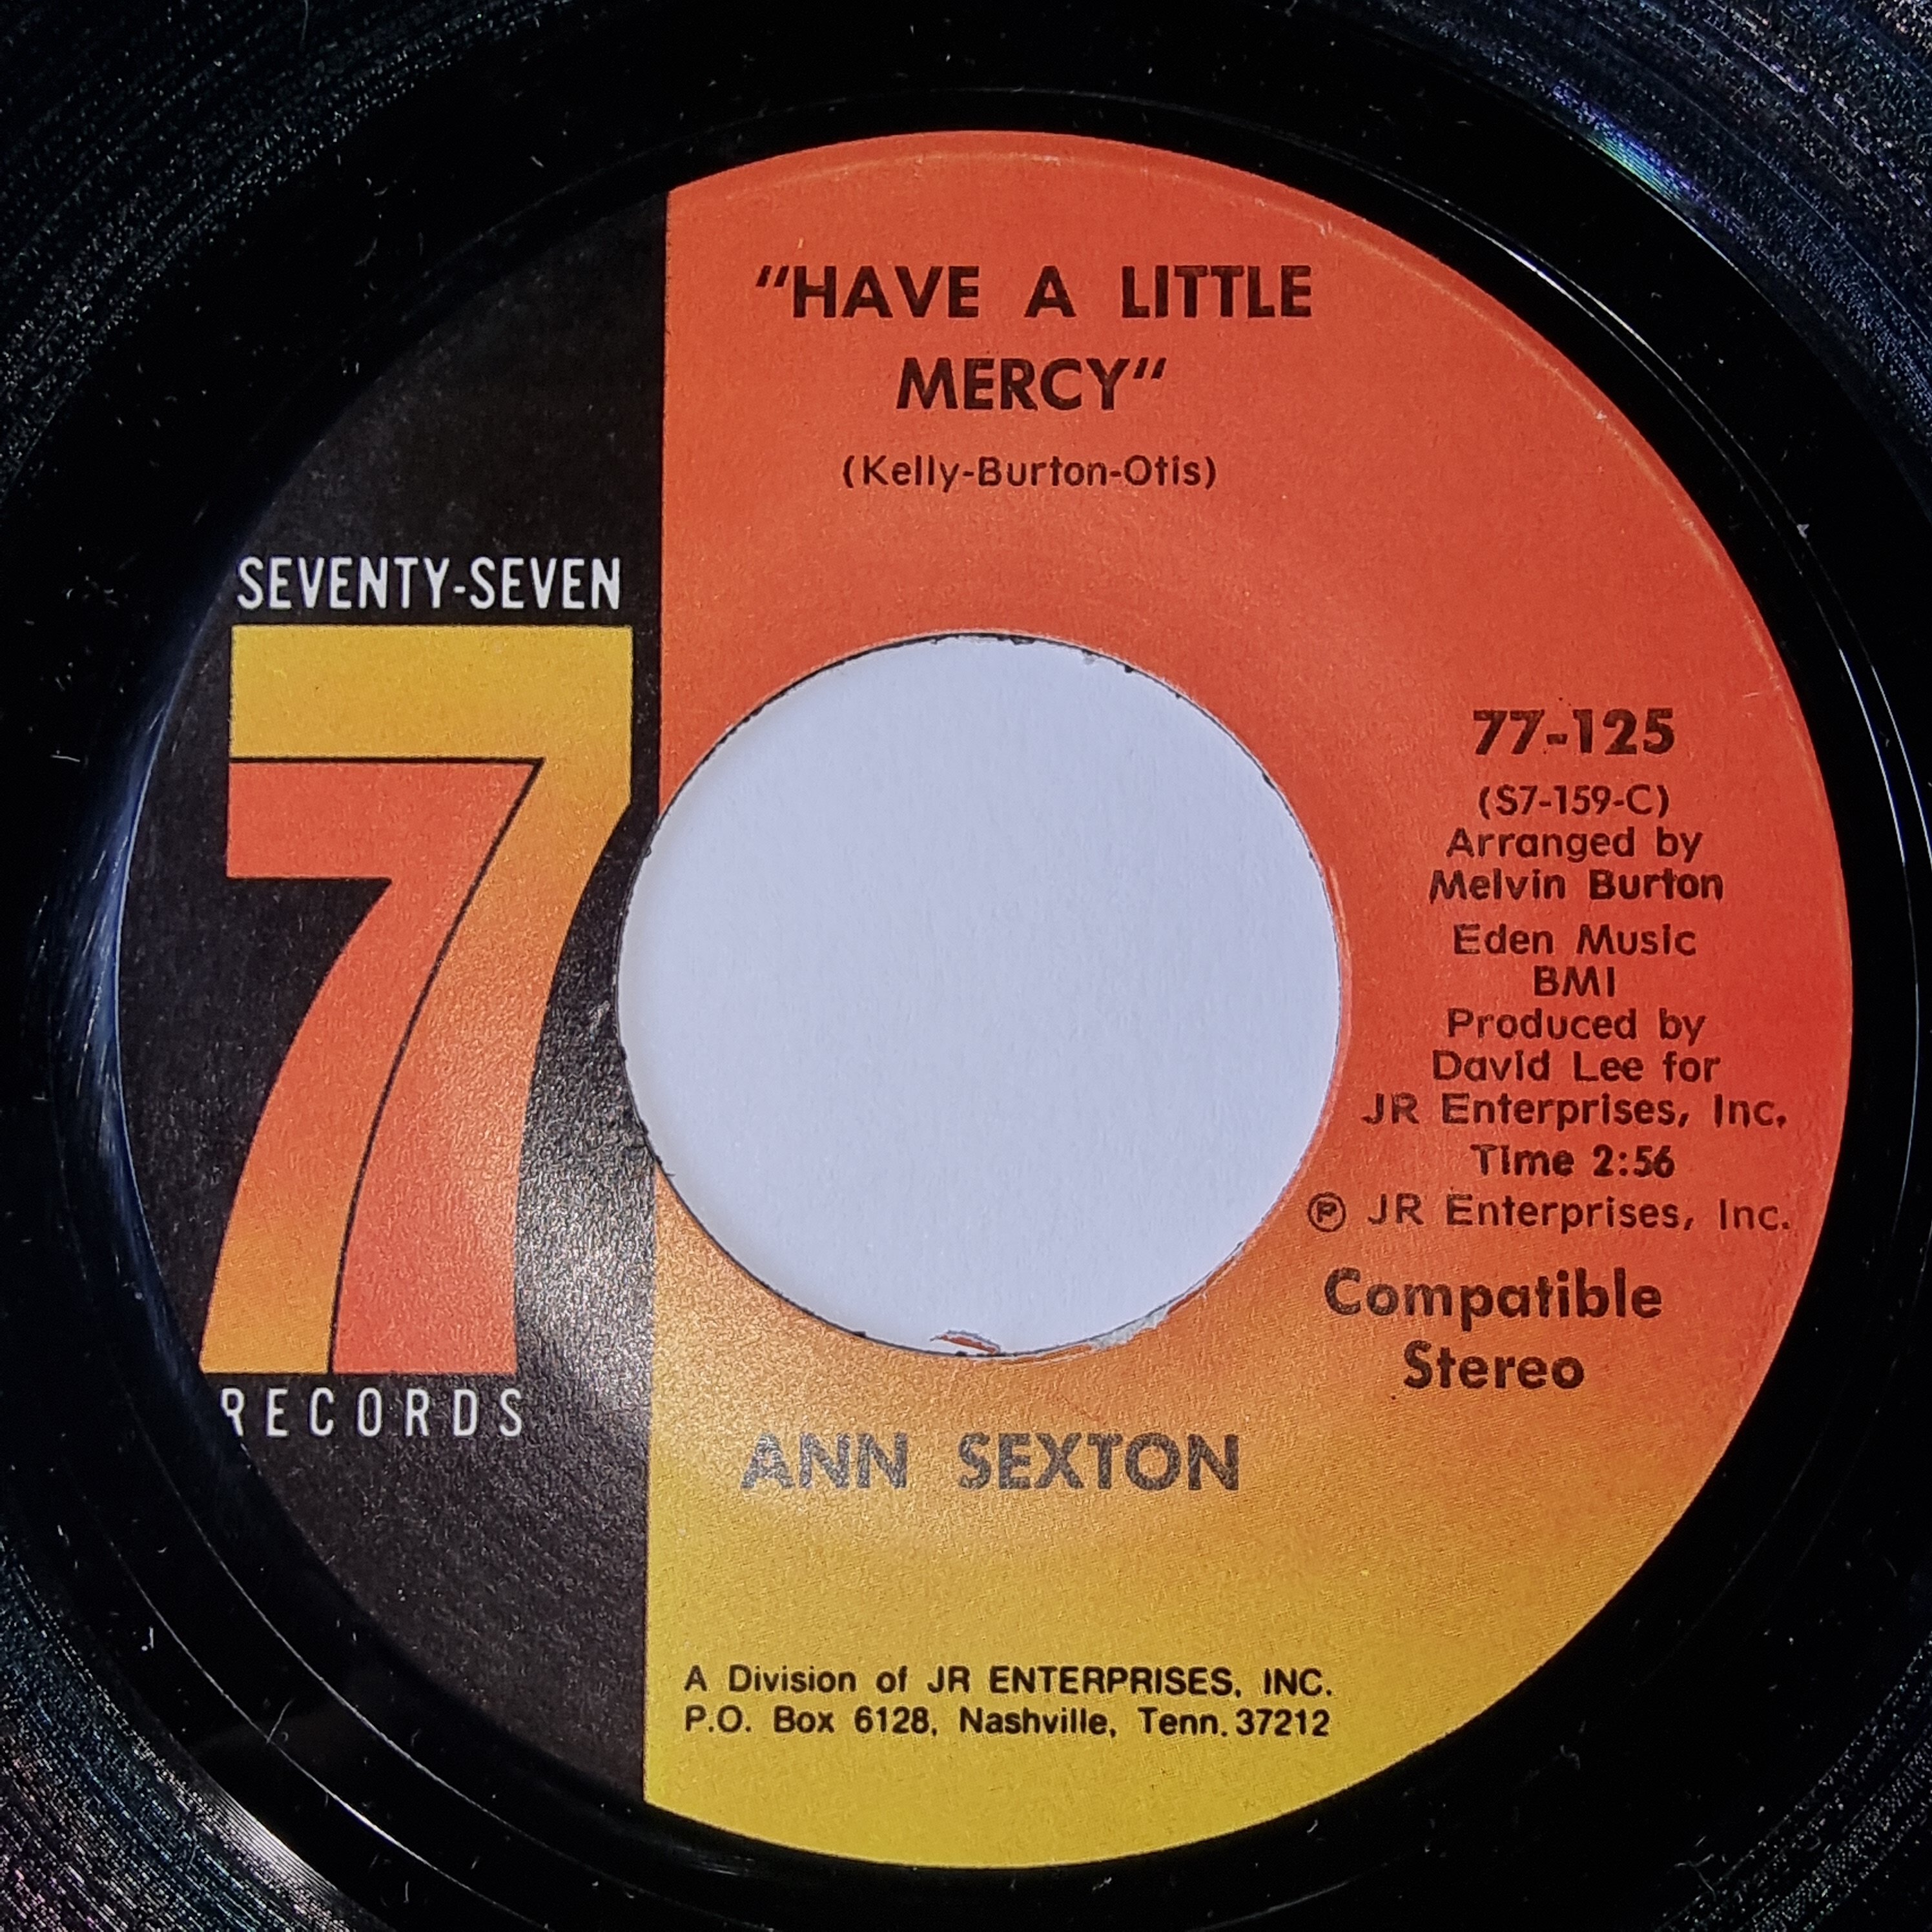 "HAVE A LITTLE
MERCY"
(Kelly-Burton-Otis)
SEVENTY-SEVEN
7
RECORDS
77-125
(S7-159-C)
Arranged by
Melvin Burton
Eden Music
BMI
Produced by
David Lee for
JR Enterprises, Inc.
Time 2:56
℗ JR Enterprises, Inc.
Compatible
Stereo
ANN SEXTON
A Division of JR ENTERPRISES, INC.
P.O. Box 6128, Nashville, Tenn. 37212